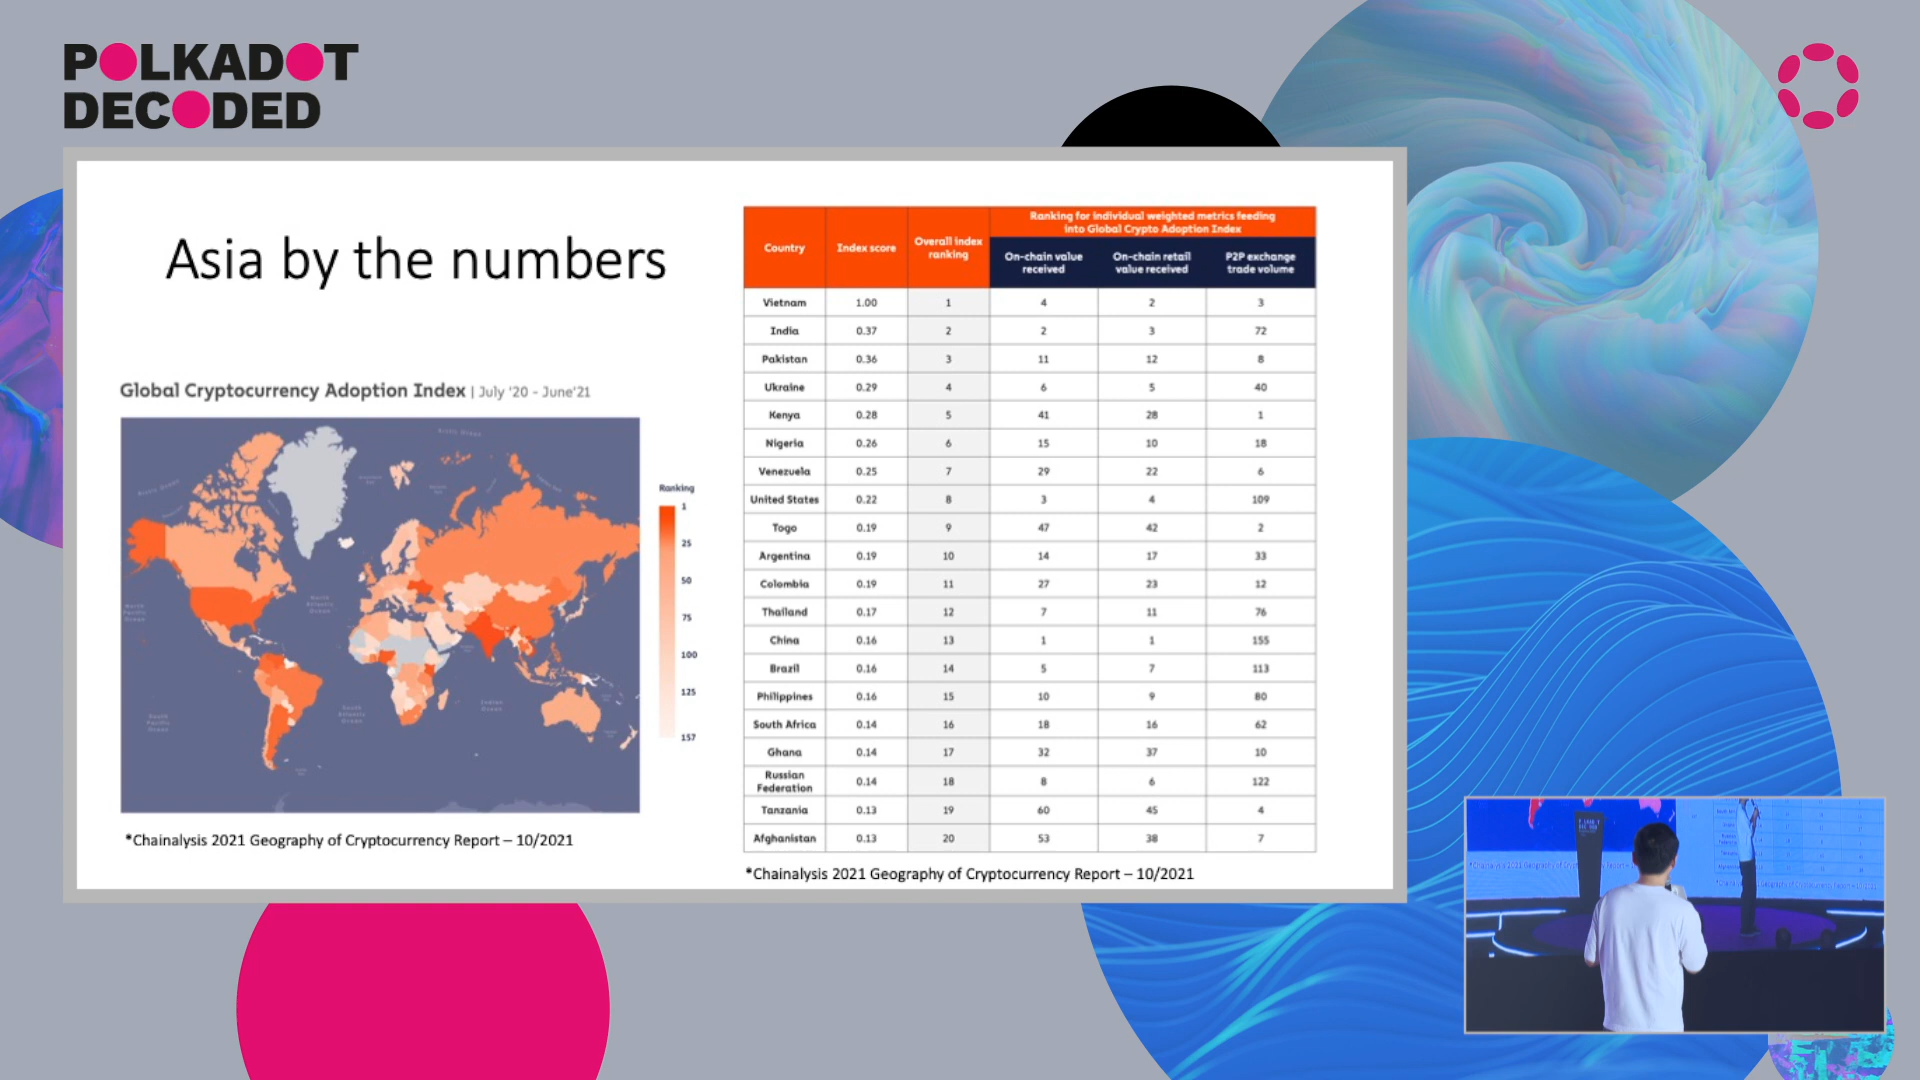 POLKADOT
DECODED
Asia by the numbers
Global Cryptocurrency Adoption Index | July '20 - June'21
Ranking
1
25
50
75
100
125
157
*Chainalysis 2021 Geography of Cryptocurrency Report – 10/2021
Country Index score Overall index ranking Ranking for individual weighted metrics feeding
into Global Crypto Adoption Index
On-chain value received On-chain retail value received P2P exchange trade volume
Vietnam 1.00 1 4 2 3
India 0.37 2 2 3 72
Pakistan 0.36 3 11 12 8
Ukraine 0.29 4 6 5 40
Kenya 0.28 5 41 28 1
Nigeria 0.26 6 15 10 18
Venezuela 0.25 7 29 22 6
United States 0.22 8 3 4 109
Togo 0.19 9 47 42 2
Argentina 0.19 10 14 17 33
Colombia 0.19 11 27 23 12
Thailand 0.17 12 7 11 76
China 0.16 13 1 1 155
Brazil 0.16 14 5 7 113
Philippines 0.16 15 10 9 80
South Africa 0.14 16 18 16 62
Ghana 0.14 17 32 37 10
Russian Federation 0.14 18 8 6 122
Tanzania 0.13 19 60 45 4
Afghanistan 0.13 20 53 38 7
*Chainalysis 2021 Geography of Cryptocurrency Report – 10/2021